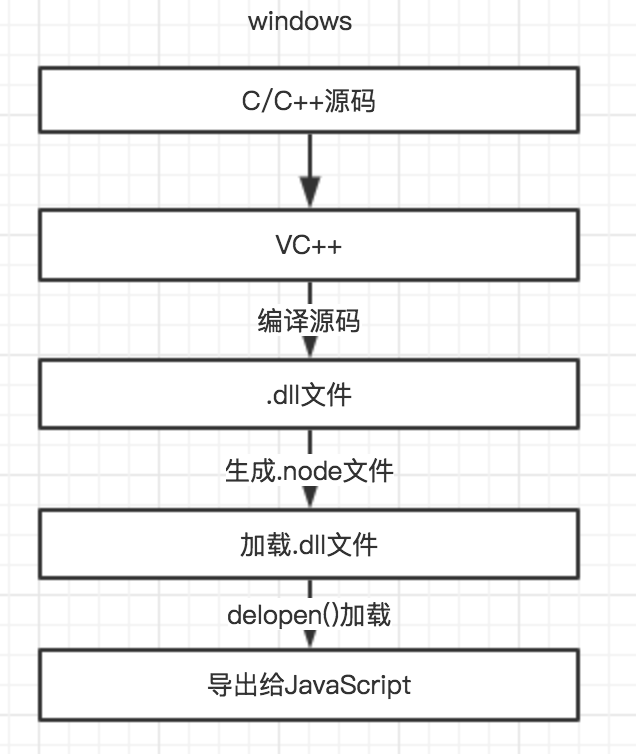 windows
C/C++源码
VC++
编译源码
.dll文件
生成.node文件
加载.dll文件
delopen()加载
导出给JavaScript